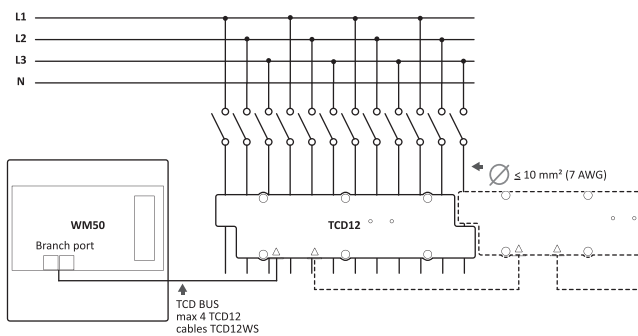 L1
L2
L3
N
≤ 10 mm² (7 AWG)
WM50
TCD12
Branch port
TCD BUS
max 4 TCD12
cables TCD12WS